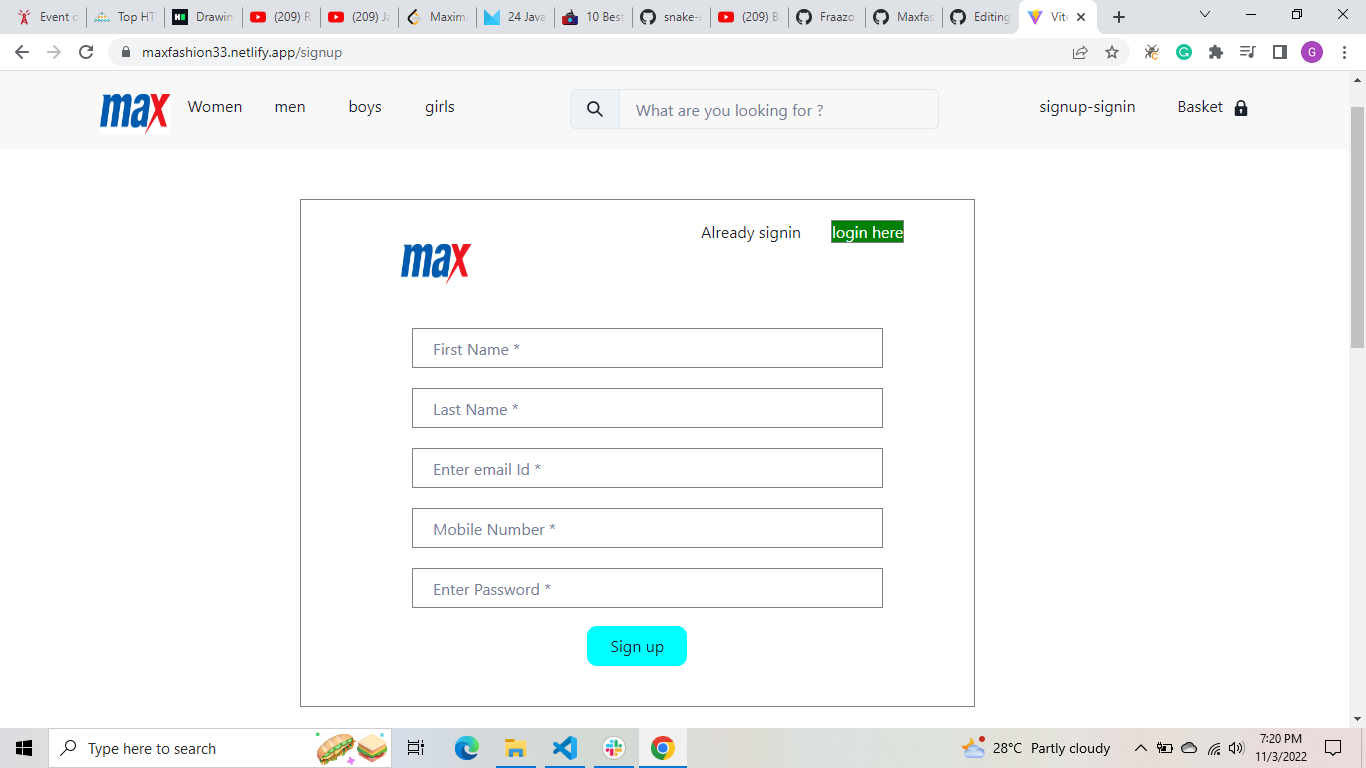 Event c
Top HT
Drawin
(209) R
(209) Ja
Maxim
24 Java
10 Best
snake-
(209) B
Fraazo
Maxfas
Editing
Vite
maxfashion33.netlify.app/signup
G
max
Women men boys girls
What are you looking for ?
signup-signin
Basket
Already signin login here
max
First Name *
Last Name *
Enter email Id *
Mobile Number *
Enter Password *
Sign up
Type here to search
28°C Partly cloudy
7:20 PM
11/3/2022